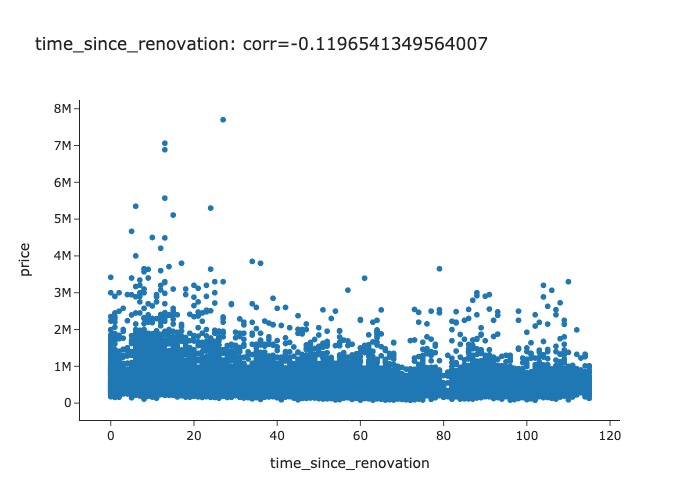 time_since_renovation: corr=-0.1196541349564007
8M
7M
6M
5M
4M
3M
2M
1M
0
price
0 20 40 60 80 100 120
time_since_renovation